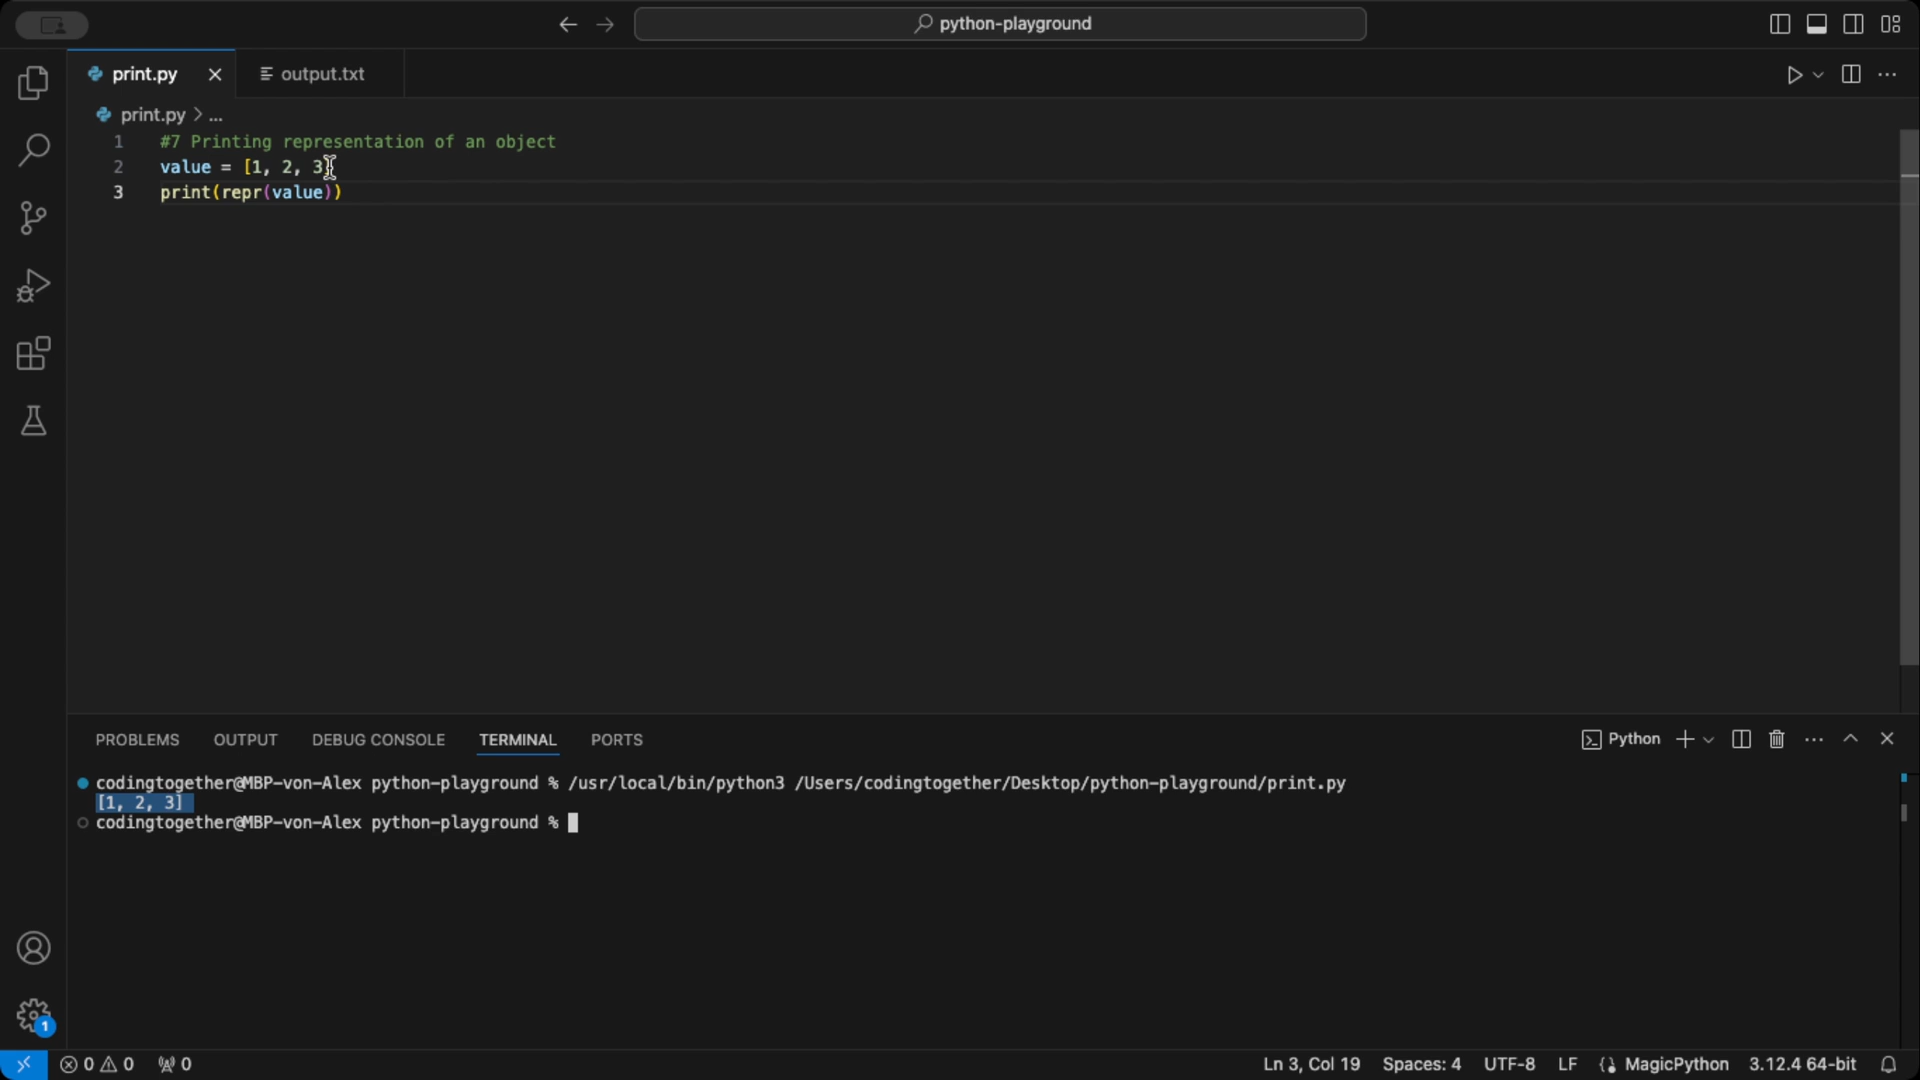 python-playground
print.py
output.txt
print.py > ...
1 #7 Printing representation of an object
2 value = [1, 2, 3]
3 print(repr(value))
PROBLEMS OUTPUT DEBUG CONSOLE TERMINAL PORTS
Python
codingtogether@MBP-von-Alex python-playground % /usr/local/bin/python3 /Users/codingtogether/Desktop/python-playground/print.py
[1, 2, 3]
codingtogether@MBP-von-Alex python-playground %
1
0 0 0 Ln 3, Col 19 Spaces: 4 UTF-8 LF MagicPython 3.12.4 64-bit